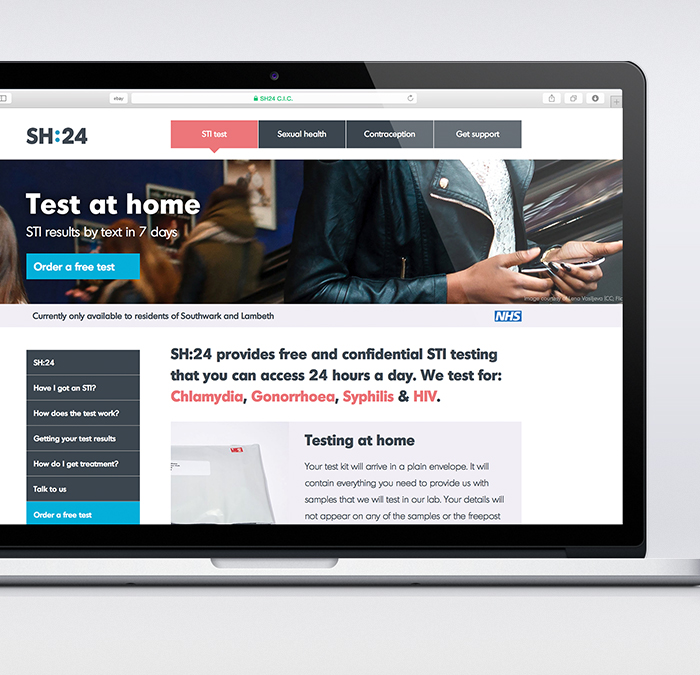 ebay
SH24 C.I.C.
SH:24
STI test
Sexual health
Contraception
Get support
Test at home
STI results by text in 7 days
Order a free test
Image courtesy of Lena Vasiljeva (CC) Flic
Currently only available to residents of Southwark and Lambeth
NHS
SH:24
Have I got an STI?
How does the test work?
Getting your test results
How do I get treatment?
Talk to us
Order a free test
SH:24 provides free and confidential STI testing
that you can access 24 hours a day. We test for:
Chlamydia, Gonorrhoea, Syphilis & HIV.
Testing at home
Your test kit will arrive in a plain envelope. It will
contain everything you need to provide us with
samples that we will test in our lab. Your details will
not appear on any of the samples or the freepost